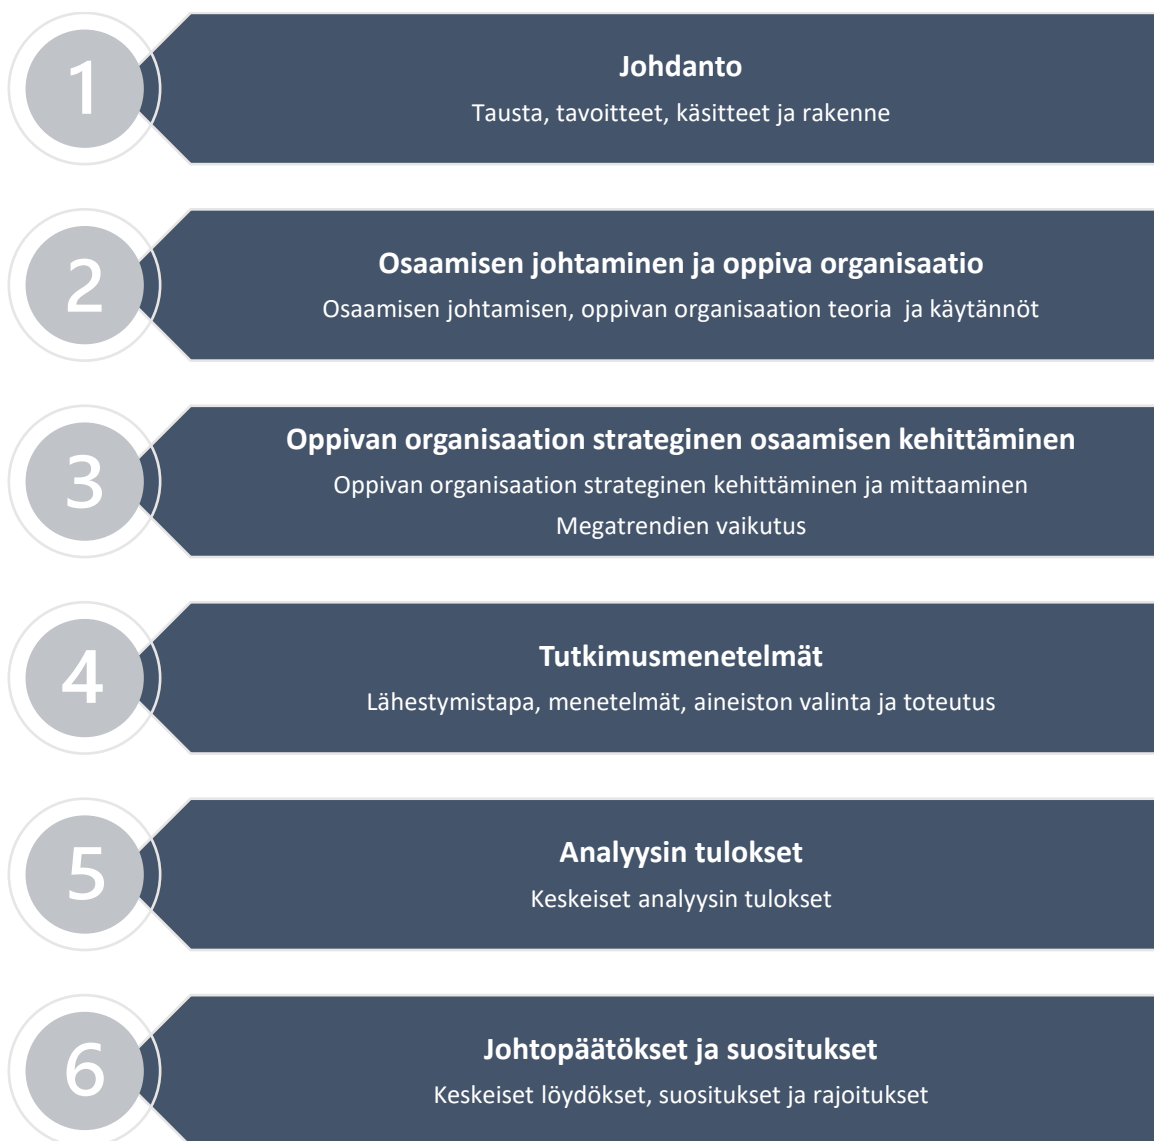 1
Johdanto
Tausta, tavoitteet, käsitteet ja rakenne
2
Osaamisen johtaminen ja oppiva organisaatio
Osaamisen johtamisen, oppivan organisaation teoria  ja käytännöt
3
Oppivan organisaation strateginen osaamisen kehittäminen
Oppivan organisaation strateginen kehittäminen ja mittaaminen
Megatrendien vaikutus
4
Tutkimusmenetelmät
Lähestymistapa, menetelmät, aineiston valinta ja toteutus
5
Analyysin tulokset
Keskeiset analyysin tulokset
6
Johtopäätökset ja suositukset
Keskeiset löydökset, suositukset ja rajoitukset